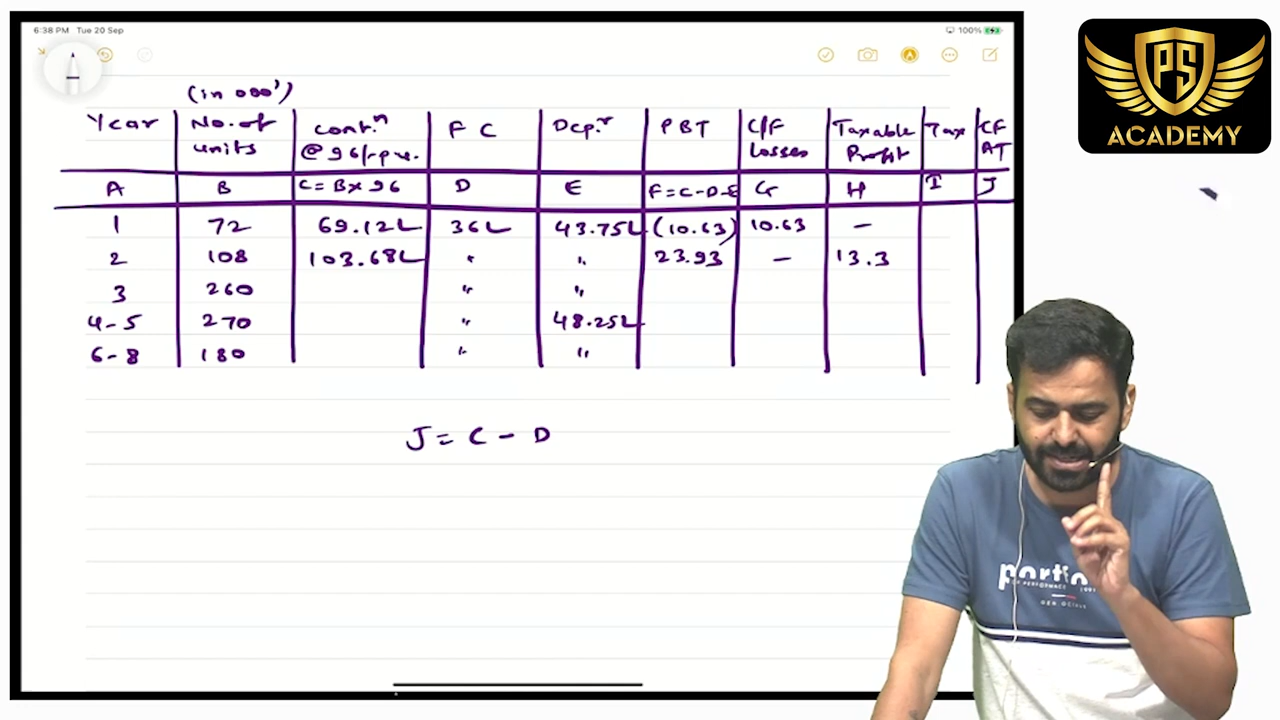 6:38 PM Tue 20 Sep
100%
PS
ACADEMY
(in 000')
Year No. of units Cont.ⁿ @ 96/- p.u. F C Dep.ⁿ PBT C/F Losses Taxable Profit Tax CF AT
A B C = B x 96 D E F = C-D-E G H I J
1 72 69.12L 36L 43.75L (10.63) 10.63 —
2 108 103.68L " " 23.93 — 13.3
3 260 " "
4-5 270 " 48.25L
6-8 180 " "
J = C - D